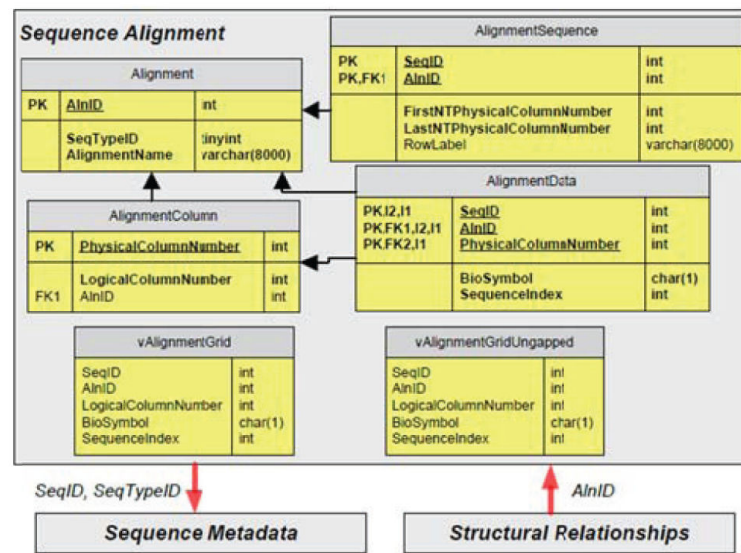 Sequence Alignment
AlignmentSequence
PK SeqID int
PK,FK1 AlnID int
FirstNTPhysicalColumnNumber int
LastNTPhysicalColumnNumber int
RowLabel varchar(8000)
Alignment
PK AlnID int
SeqTypeID tinyint
AlignmentName varchar(8000)
AlignmentData
PK,I2,I1 SeqID int
PK,FK1,I2,I1 AlnID int
PK,FK2,I1 PhysicalColumnNumber int
BioSymbol char(1)
SequenceIndex int
AlignmentColumn
PK PhysicalColumnNumber int
LogicalColumnNumber int
FK1 AlnID int
vAlignmentGrid
SeqID int
AlnID int
LogicalColumnNumber int
BioSymbol char(1)
SequenceIndex int
vAlignmentGridUngapped
SeqID int
AlnID int
LogicalColumnNumber int
BioSymbol char(1)
SequenceIndex int
SeqID, SeqTypeID
AlnID
Sequence Metadata
Structural Relationships